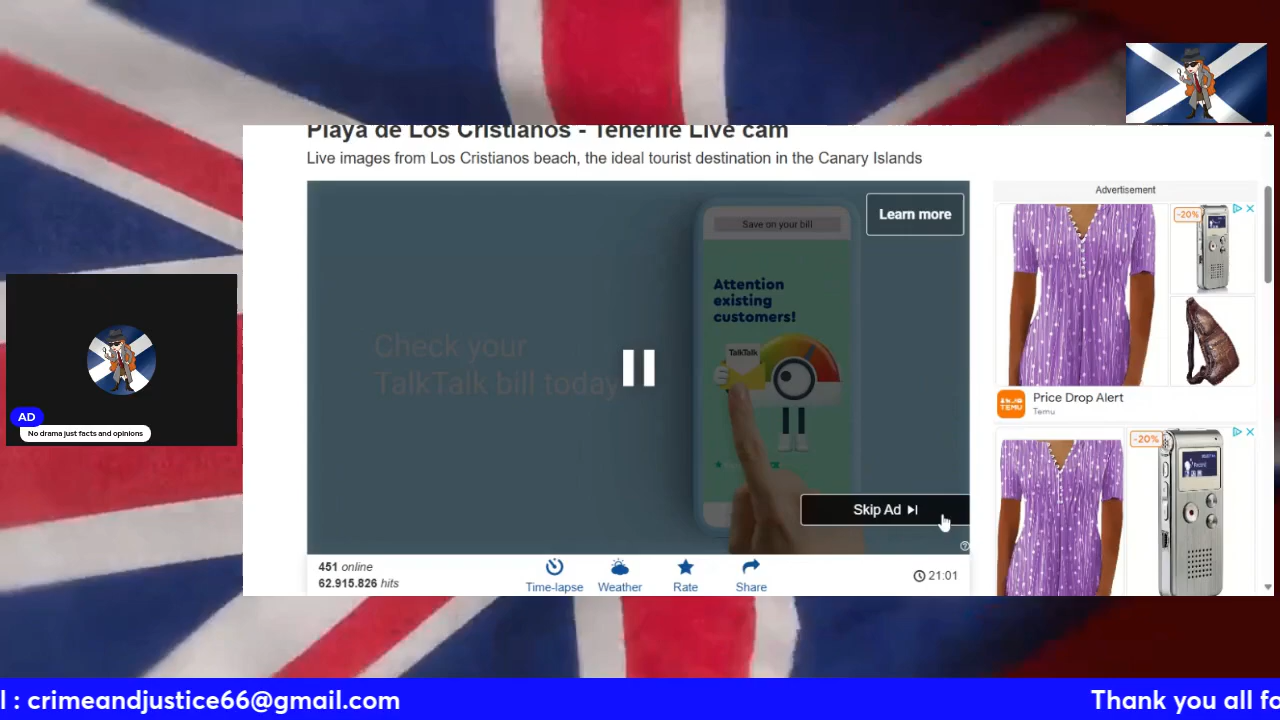 Playa de Los Cristianos - Tenerife Live cam
Live images from Los Cristianos beach, the ideal tourist destination in the Canary Islands
Advertisement
Learn more
Save on your bill
Attention
existing
customers!
Check your
TalkTalk bill today
TalkTalk
Skip Ad
-20%
Price Drop Alert
TEMU
Temu
-20%
451 online
62.915.826 hits
Time-lapse
Weather
Rate
Share
21:01
AD
No drama just facts and opinions
l : crimeandjustice66@gmail.com
Thank you all fo